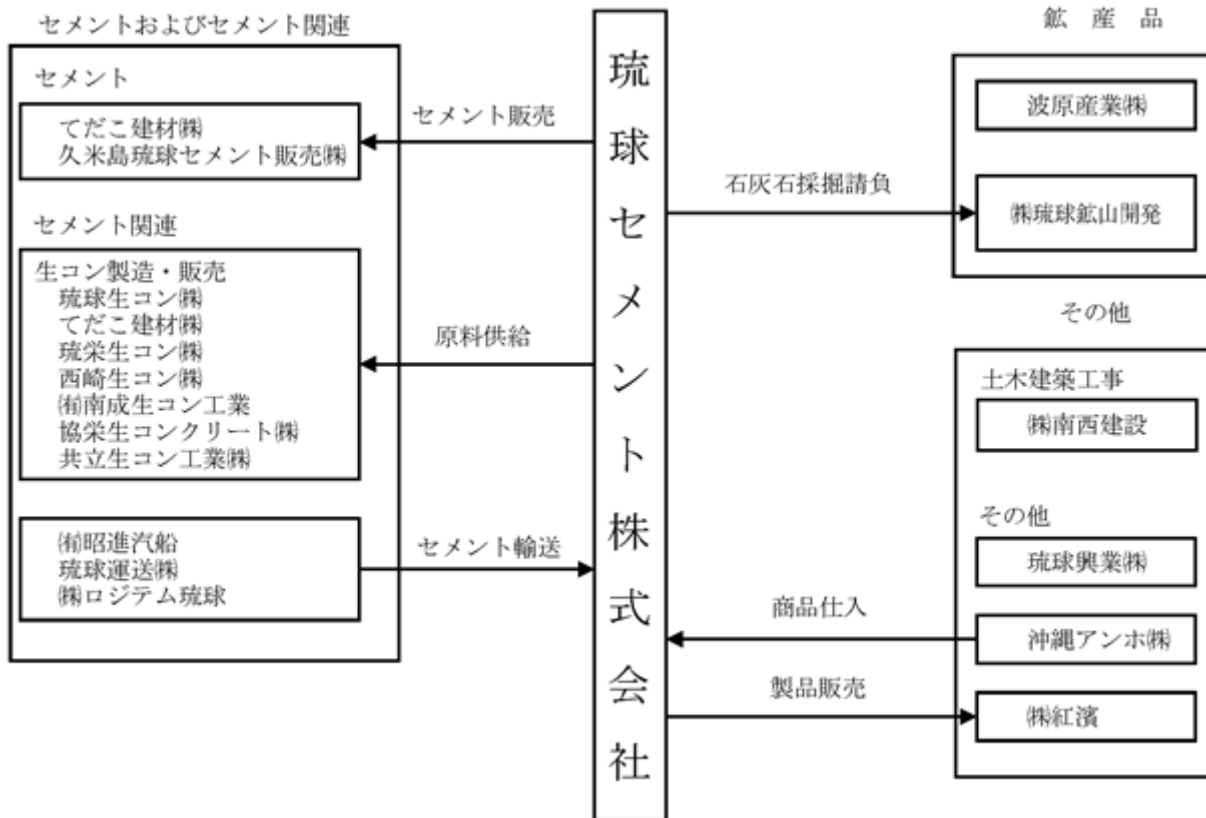 セメントおよびセメント関連
セメント
てだこ建材㈱
久米島琉球セメント販売㈱
セメント関連
生コン製造・販売
琉球生コン㈱
てだこ建材㈱
琉栄生コン㈱
西崎生コン㈱
㈲南成生コン工業
協栄生コンクリート㈱
共立生コン工業㈱
㈲昭進汽船
琉球運送㈱
㈱ロジテム琉球
セメント販売
原料供給
セメント輸送
琉球セメント株式会社
石灰石採掘請負
商品仕入
製品販売
鉱産品
波原産業㈱
㈱琉球鉱山開発
その他
土木建築工事
㈱南西建設
その他
琉球興業㈱
沖縄アンホ㈱
㈱紅濱